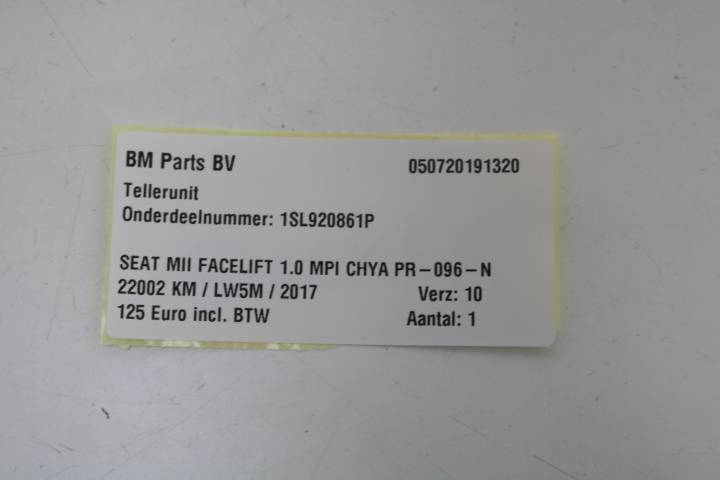 BM Parts BV 050720191320
Tellerunit
Onderdeelnummer: 1SL920861P
SEAT MII FACELIFT 1.0 MPI CHYA PR-096-N
22002 KM / LW5M / 2017 Verz: 10
125 Euro incl. BTW Aantal: 1